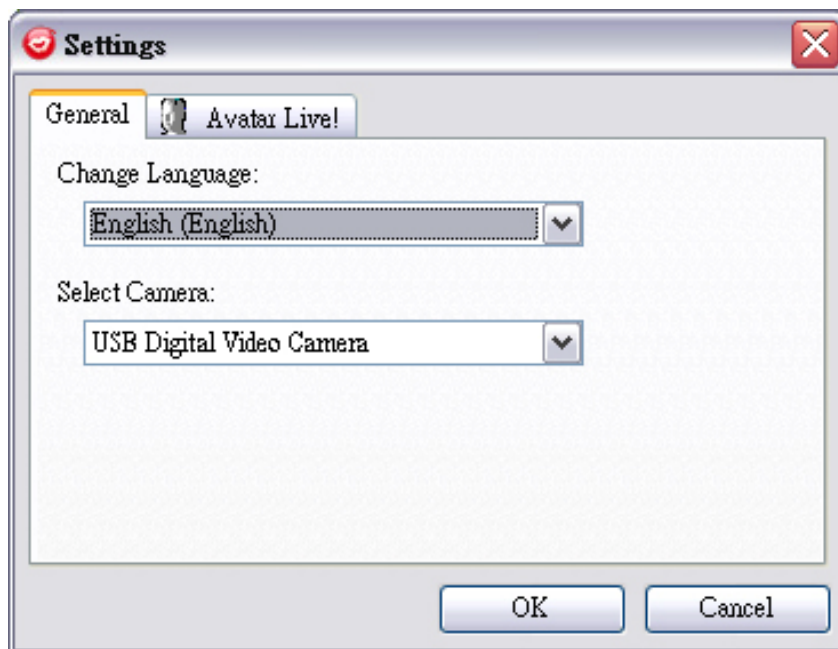 Settings
General
Avatar Live!
Change Language:
English (English)
Select Camera:
USB Digital Video Camera
OK
Cancel